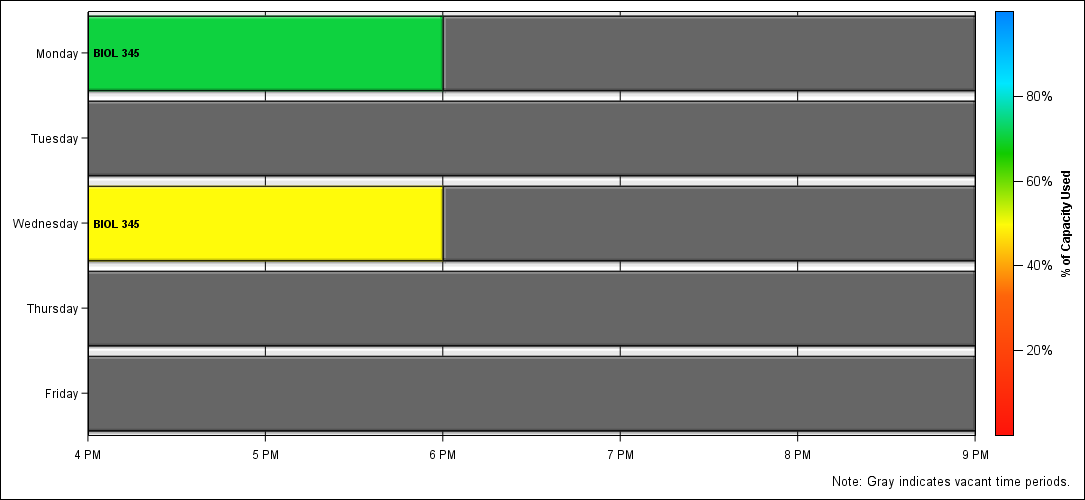 Monday
BIOL 345
Tuesday
Wednesday
BIOL 345
Thursday
Friday
4 PM 5 PM 6 PM 7 PM 8 PM 9 PM
80%
60%
40%
20%
% of Capacity Used
Note: Gray indicates vacant time periods.